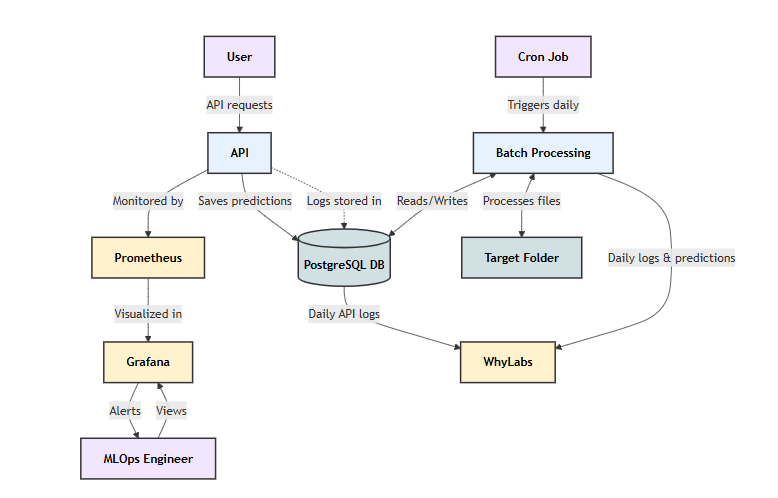 User
Cron Job
API requests
Triggers daily
API
Batch Processing
Monitored by
Saves predictions
Logs stored in
Reads/Writes
Processes files
Prometheus
PostgreSQL DB
Target Folder
Daily logs & predictions
Visualized in
Daily API logs
Grafana
WhyLabs
Alerts
Views
MLOps Engineer